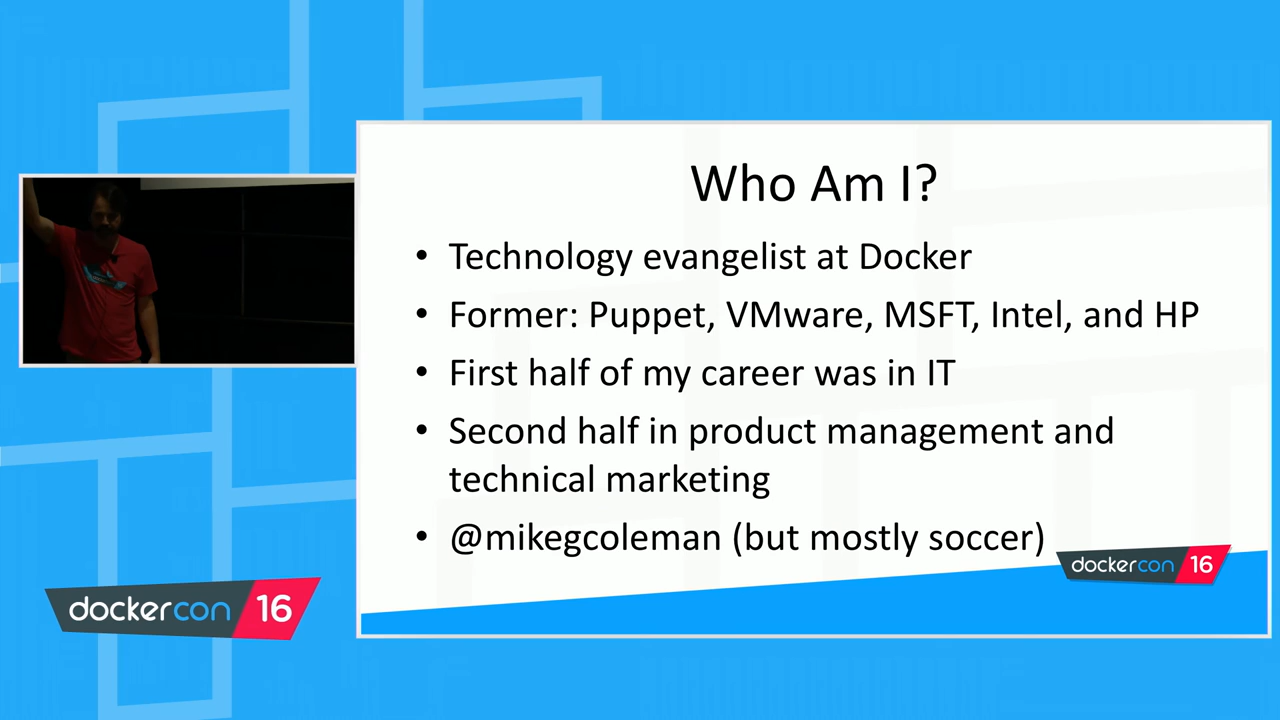 Who Am I?
• Technology evangelist at Docker
• Former: Puppet, VMware, MSFT, Intel, and HP
• First half of my career was in IT
• Second half in product management and
technical marketing
• @mikegcoleman (but mostly soccer)
dockercon 16
dockercon 16